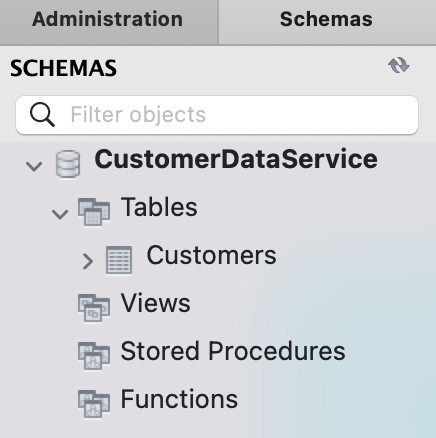 Administration Schemas
SCHEMAS
Filter objects
CustomerDataService
Tables
Customers
Views
Stored Procedures
Functions